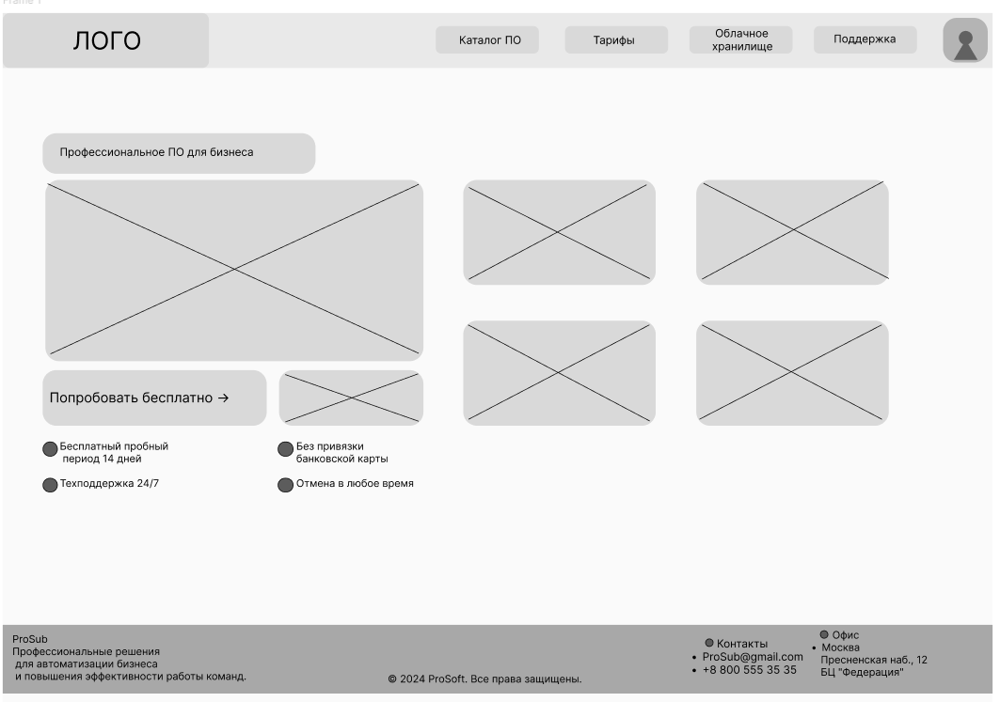 Frame 1
ЛОГО
Каталог ПО
Тарифы
Облачное
хранилище
Поддержка
Профессиональное ПО для бизнеса
Попробовать бесплатно →
Бесплатный пробный
период 14 дней
Без привязки
банковской карты
Техподдержка 24/7
Отмена в любое время
ProSub
Профессиональные решения
для автоматизации бизнеса
и повышения эффективности работы команд.
© 2024 ProSoft. Все права защищены.
Контакты
• ProSub@gmail.com
• +8 800 555 35 35
Офис
• Москва
Пресненская наб., 12
БЦ "Федерация"